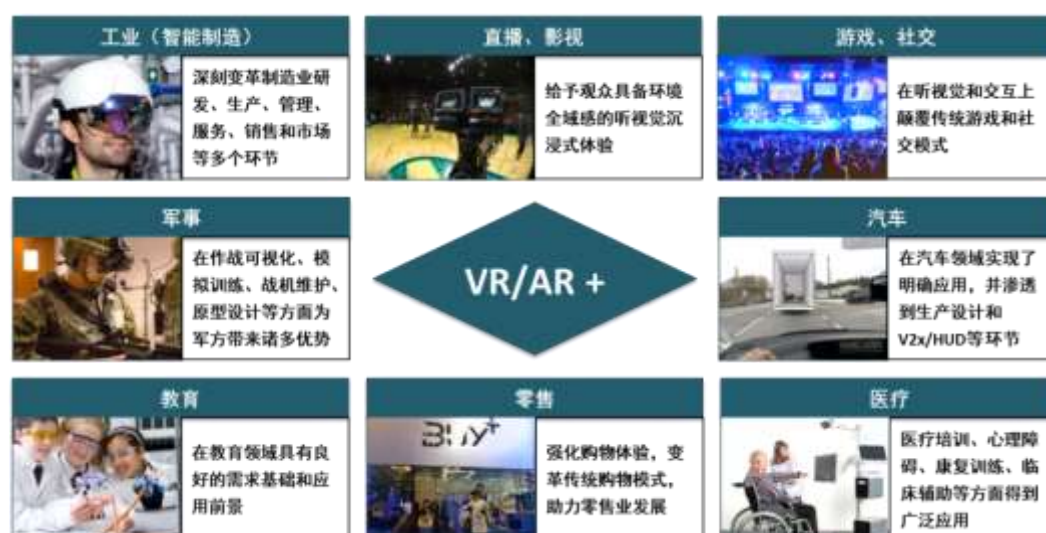 工业（智能制造）
深刻变革制造业研
发、生产、管理、
服务、销售和市场
等多个环节
直播、影视
给予观众具备环境
全域感的听视觉沉
浸式体验
游戏、社交
在听视觉和交互上
颠覆传统游戏和社
交模式
军事
在作战可视化、模
拟训练、战机维护、
原型设计等方面为
军方带来诸多优势
VR/AR +
汽车
在汽车领域实现了
明确应用，并渗透
到生产设计和
V2x/HUD等环节
教育
在教育领域具有良
好的需求基础和应
用前景
零售
BUY+
强化购物体验，变
革传统购物模式，
助力零售业发展
医疗
医疗培训、心理障
碍、康复训练、临
床辅助等方面得到
广泛应用